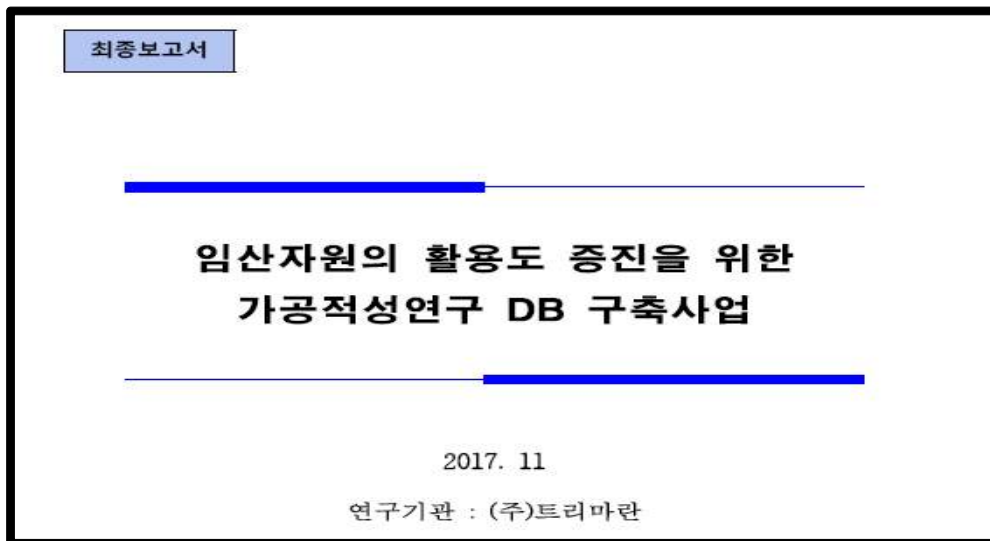 최종보고서
임산자원의 활용도 증진을 위한
가공적성연구 DB 구축사업
2017. 11
연구기관 : (주)트리마란